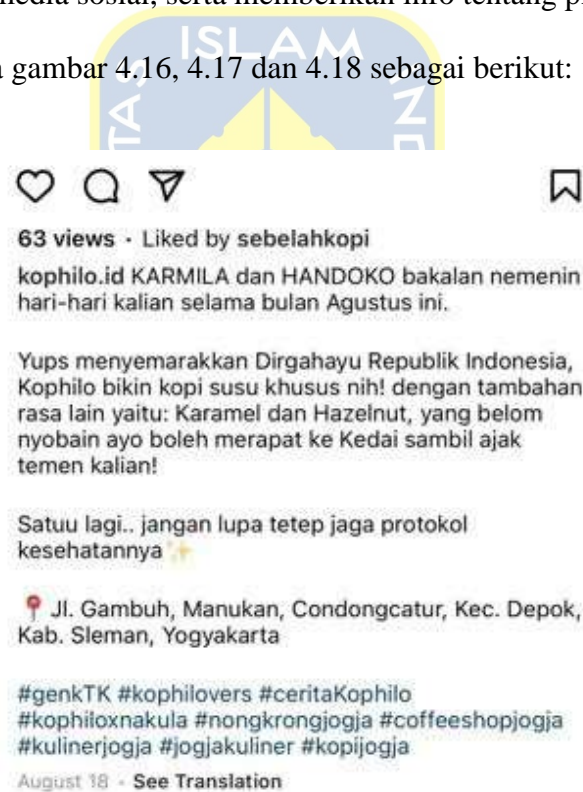 media sosial, serta memberikan info tentang
gambar 4.16, 4.17 dan 4.18 sebagai berikut:
ISLAM
63 views · Liked by sebelahkopi
kophilo.id KARMILA dan HANDOKO bakalan nemenin
hari-hari kalian selama bulan Agustus ini.
Yups menyemarakkan Dirgahayu Republik Indonesia,
Kophilo bikin kopi susu khusus nih! dengan tambahan
rasa lain yaitu: Karamel dan Hazelnut, yang belom
nyobain ayo boleh merapat ke Kedai sambil ajak
temen kalian!
Satuu lagi.. jangan lupa tetep jaga protokol
kesehatannya ✨
📍 Jl. Gambuh, Manukan, Condongcatur, Kec. Depok,
Kab. Sleman, Yogyakarta
#genkTK #kophilovers #ceritaKophilo
#kophiloxnakula #nongkrongjogja #coffeeshopjogja
#kulinerjogja #jogjakuliner #kopijogja
August 18 · See Translation